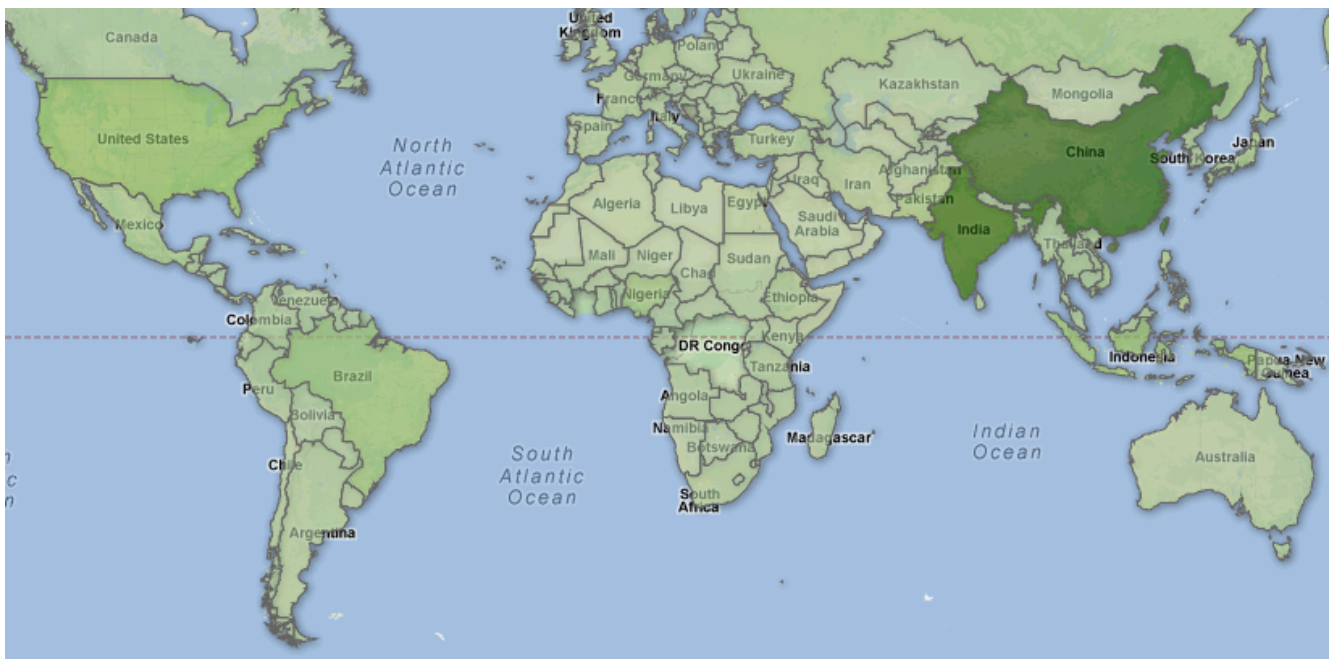 Canada
United States
Mexico
Venezuela
Colombia
Brazil
Peru
Bolivia
Chile
Argentina
North
Atlantic
Ocean
South
Atlantic
Ocean
United
Kingdom
Poland
Germany
Ukraine
France
Italy
Spain
Turkey
Algeria
Libya
Egypt
Mali
Niger
Chad
Sudan
Nigeria
Ethiopia
Kenya
DR Congo
Tanzania
Angola
Namibia
Botswana
Madagascar
South
Africa
Iraq
Iran
Saudi
Arabia
Afghanistan
Pakistan
Kazakhstan
Mongolia
China
South Korea
Japan
India
Thailand
Indonesia
Papua New
Guinea
Indian
Ocean
Australia
n
c
n